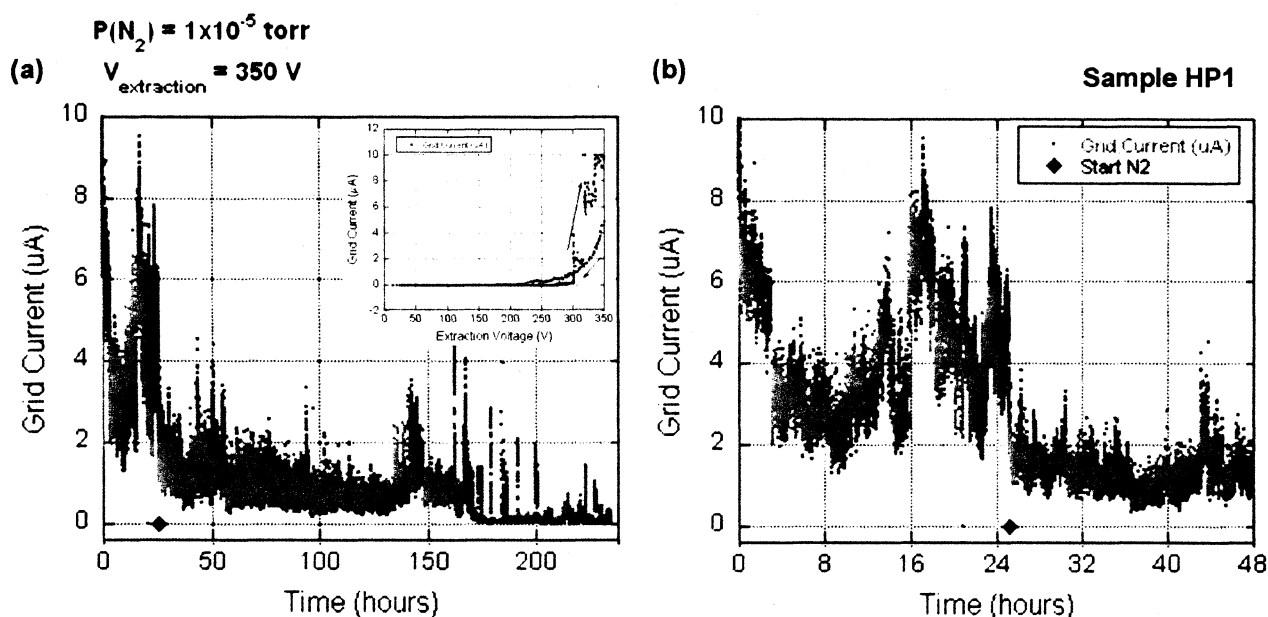 P(N2) = 1x10-5 torr
(a) Vextraction = 350 V
(b) Sample HP1
10
8
6
4
2
0
Grid Current (uA)
0 50 100 150 200
Time (hours)
12
10
8
6
4
2
0
-2
Grid Current (µA)
Grid Current (uA)
0 50 100 150 200 250 300 350
Extraction Voltage (V)
10
8
6
4
2
0
Grid Current (uA)
Grid Current (uA)
Start N2
0 8 16 24 32 40 48
Time (hours)